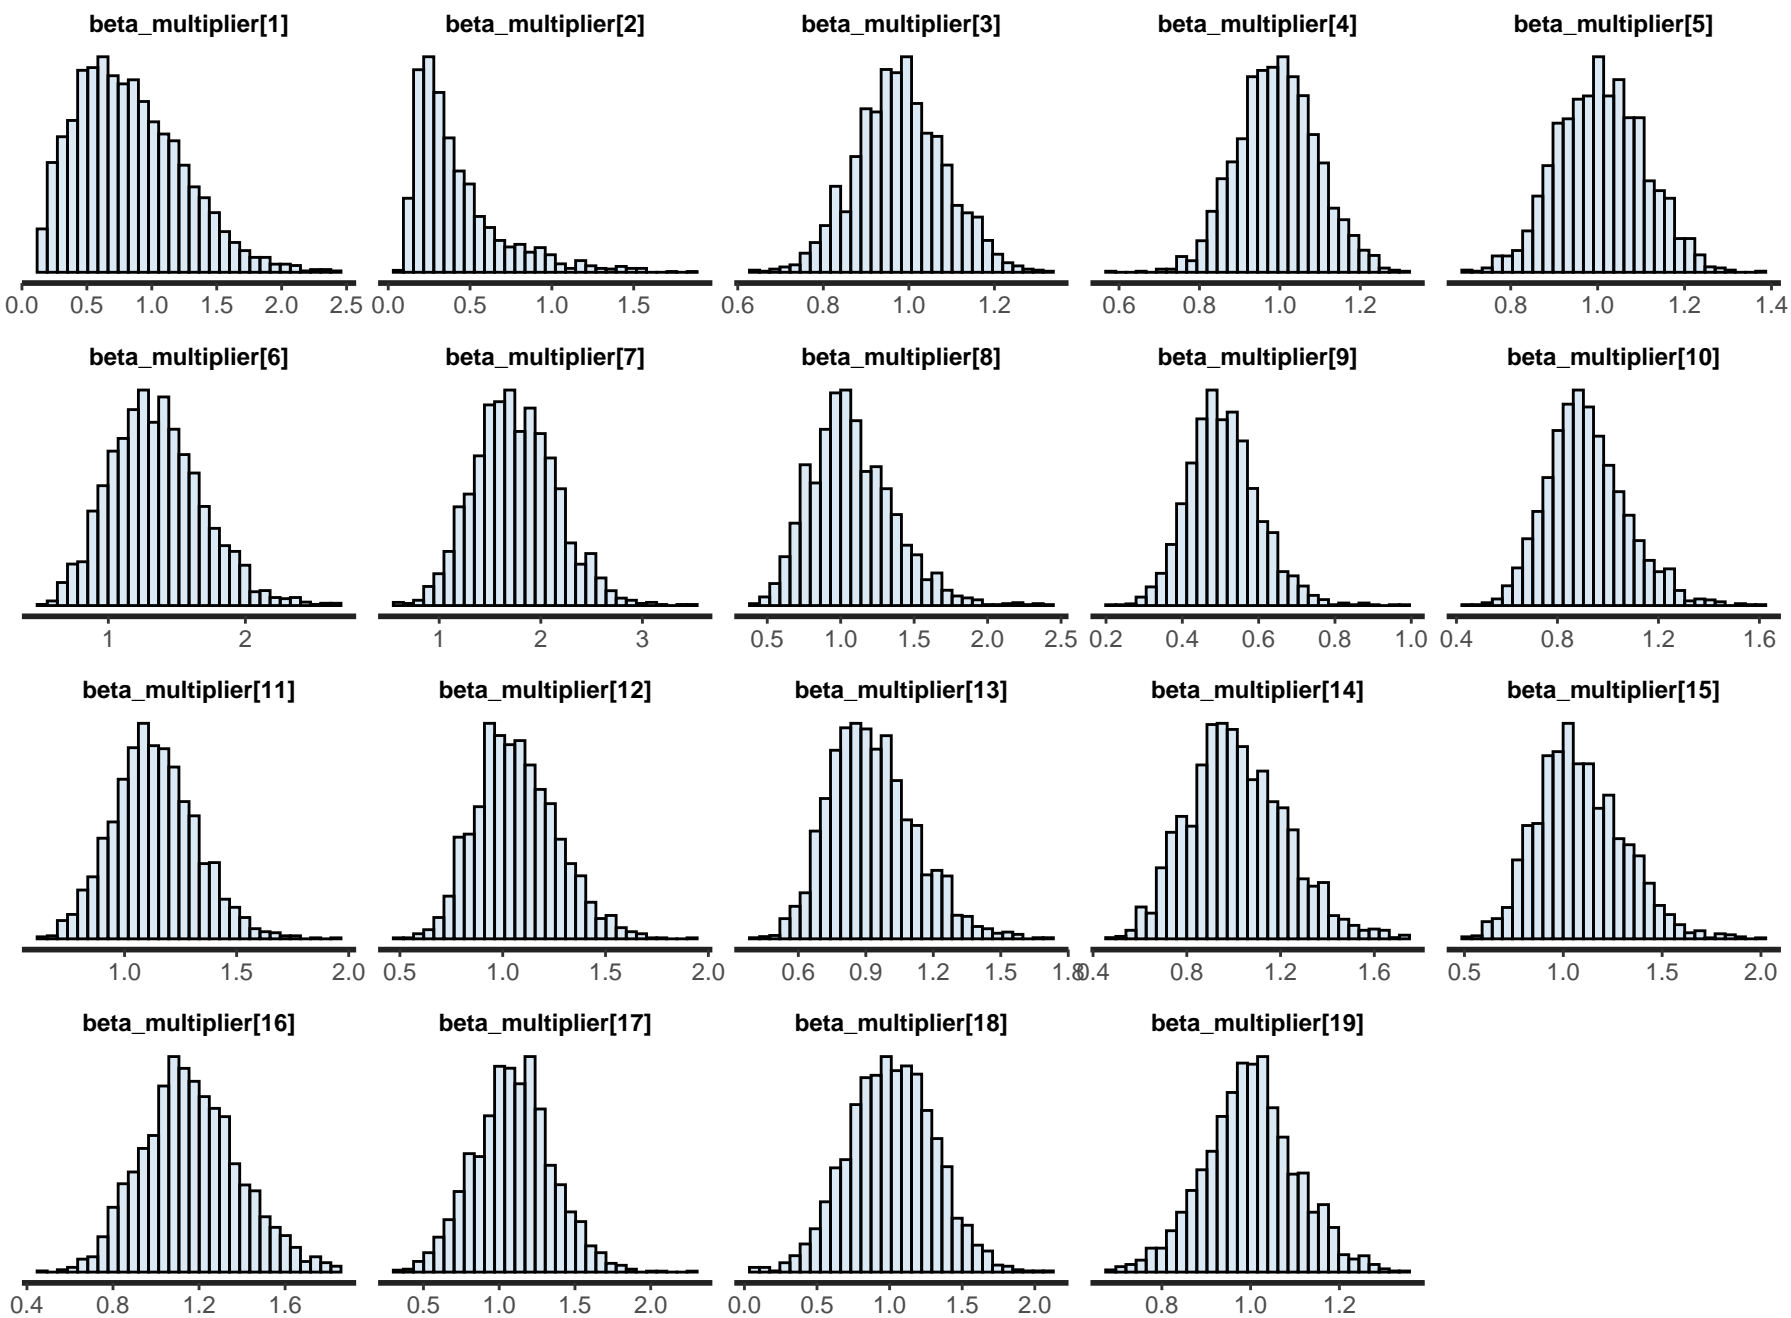 beta_multiplier[1] beta_multiplier[2] beta_multiplier[3] beta_multiplier[4] beta_multiplier[5]
0.0 0.5 1.0 1.5 2.0 2.5 0.0 0.5 1.0 1.5 0.6 0.8 1.0 1.2 0.6 0.8 1.0 1.2 0.8 1.0 1.2 1.4
beta_multiplier[6] beta_multiplier[7] beta_multiplier[8] beta_multiplier[9] beta_multiplier[10]
1 2 1 2 3 0.5 1.0 1.5 2.0 2.5 0.2 0.4 0.6 0.8 1.0 0.4 0.8 1.2 1.6
beta_multiplier[11] beta_multiplier[12] beta_multiplier[13] beta_multiplier[14] beta_multiplier[15]
1.0 1.5 2.0 0.5 1.0 1.5 2.0 0.6 0.9 1.2 1.5 1.8 0.4 0.8 1.2 1.6 0.5 1.0 1.5 2.0
beta_multiplier[16] beta_multiplier[17] beta_multiplier[18] beta_multiplier[19]
0.4 0.8 1.2 1.6 0.5 1.0 1.5 2.0 0.0 0.5 1.0 1.5 2.0 0.8 1.0 1.2